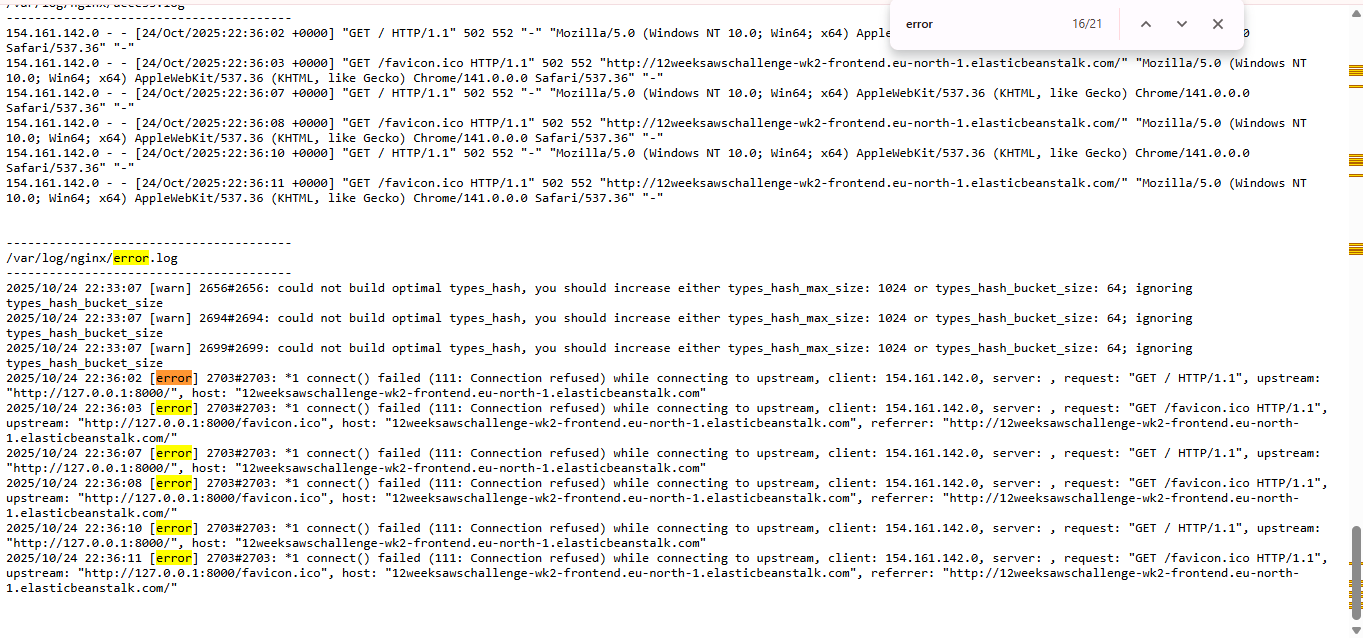 /var/log/nginx/access.log
----------------------------------------
error 16/21
154.161.142.0 - - [24/Oct/2025:22:36:02 +0000] "GET / HTTP/1.1" 502 552 "-" "Mozilla/5.0 (Windows NT 10.0; Win64; x64) Apple 0
Safari/537.36" "-"
154.161.142.0 - - [24/Oct/2025:22:36:03 +0000] "GET /favicon.ico HTTP/1.1" 502 552 "http://12weeksawschallenge-wk2-frontend.eu-north-1.elasticbeanstalk.com/" "Mozilla/5.0 (Windows NT
10.0; Win64; x64) AppleWebKit/537.36 (KHTML, like Gecko) Chrome/141.0.0.0 Safari/537.36" "-"
154.161.142.0 - - [24/Oct/2025:22:36:07 +0000] "GET / HTTP/1.1" 502 552 "-" "Mozilla/5.0 (Windows NT 10.0; Win64; x64) AppleWebKit/537.36 (KHTML, like Gecko) Chrome/141.0.0.0
Safari/537.36" "-"
154.161.142.0 - - [24/Oct/2025:22:36:08 +0000] "GET /favicon.ico HTTP/1.1" 502 552 "http://12weeksawschallenge-wk2-frontend.eu-north-1.elasticbeanstalk.com/" "Mozilla/5.0 (Windows NT
10.0; Win64; x64) AppleWebKit/537.36 (KHTML, like Gecko) Chrome/141.0.0.0 Safari/537.36" "-"
154.161.142.0 - - [24/Oct/2025:22:36:10 +0000] "GET / HTTP/1.1" 502 552 "-" "Mozilla/5.0 (Windows NT 10.0; Win64; x64) AppleWebKit/537.36 (KHTML, like Gecko) Chrome/141.0.0.0
Safari/537.36" "-"
154.161.142.0 - - [24/Oct/2025:22:36:11 +0000] "GET /favicon.ico HTTP/1.1" 502 552 "http://12weeksawschallenge-wk2-frontend.eu-north-1.elasticbeanstalk.com/" "Mozilla/5.0 (Windows NT
10.0; Win64; x64) AppleWebKit/537.36 (KHTML, like Gecko) Chrome/141.0.0.0 Safari/537.36" "-"
----------------------------------------
/var/log/nginx/error.log
----------------------------------------
2025/10/24 22:33:07 [warn] 2656#2656: could not build optimal types_hash, you should increase either types_hash_max_size: 1024 or types_hash_bucket_size: 64; ignoring
types_hash_bucket_size
2025/10/24 22:33:07 [warn] 2694#2694: could not build optimal types_hash, you should increase either types_hash_max_size: 1024 or types_hash_bucket_size: 64; ignoring
types_hash_bucket_size
2025/10/24 22:33:07 [warn] 2699#2699: could not build optimal types_hash, you should increase either types_hash_max_size: 1024 or types_hash_bucket_size: 64; ignoring
types_hash_bucket_size
2025/10/24 22:36:02 [error] 2703#2703: *1 connect() failed (111: Connection refused) while connecting to upstream, client: 154.161.142.0, server: , request: "GET / HTTP/1.1", upstream:
"http://127.0.0.1:8000/", host: "12weeksawschallenge-wk2-frontend.eu-north-1.elasticbeanstalk.com"
2025/10/24 22:36:03 [error] 2703#2703: *1 connect() failed (111: Connection refused) while connecting to upstream, client: 154.161.142.0, server: , request: "GET /favicon.ico HTTP/1.1",
upstream: "http://127.0.0.1:8000/favicon.ico", host: "12weeksawschallenge-wk2-frontend.eu-north-1.elasticbeanstalk.com", referrer: "http://12weeksawschallenge-wk2-frontend.eu-north-
1.elasticbeanstalk.com/"
2025/10/24 22:36:07 [error] 2703#2703: *1 connect() failed (111: Connection refused) while connecting to upstream, client: 154.161.142.0, server: , request: "GET / HTTP/1.1", upstream:
"http://127.0.0.1:8000/", host: "12weeksawschallenge-wk2-frontend.eu-north-1.elasticbeanstalk.com"
2025/10/24 22:36:08 [error] 2703#2703: *1 connect() failed (111: Connection refused) while connecting to upstream, client: 154.161.142.0, server: , request: "GET /favicon.ico HTTP/1.1",
upstream: "http://127.0.0.1:8000/favicon.ico", host: "12weeksawschallenge-wk2-frontend.eu-north-1.elasticbeanstalk.com", referrer: "http://12weeksawschallenge-wk2-frontend.eu-north-
1.elasticbeanstalk.com/"
2025/10/24 22:36:10 [error] 2703#2703: *1 connect() failed (111: Connection refused) while connecting to upstream, client: 154.161.142.0, server: , request: "GET / HTTP/1.1", upstream:
"http://127.0.0.1:8000/", host: "12weeksawschallenge-wk2-frontend.eu-north-1.elasticbeanstalk.com"
2025/10/24 22:36:11 [error] 2703#2703: *1 connect() failed (111: Connection refused) while connecting to upstream, client: 154.161.142.0, server: , request: "GET /favicon.ico HTTP/1.1",
upstream: "http://127.0.0.1:8000/favicon.ico", host: "12weeksawschallenge-wk2-frontend.eu-north-1.elasticbeanstalk.com", referrer: "http://12weeksawschallenge-wk2-frontend.eu-north-
1.elasticbeanstalk.com/"